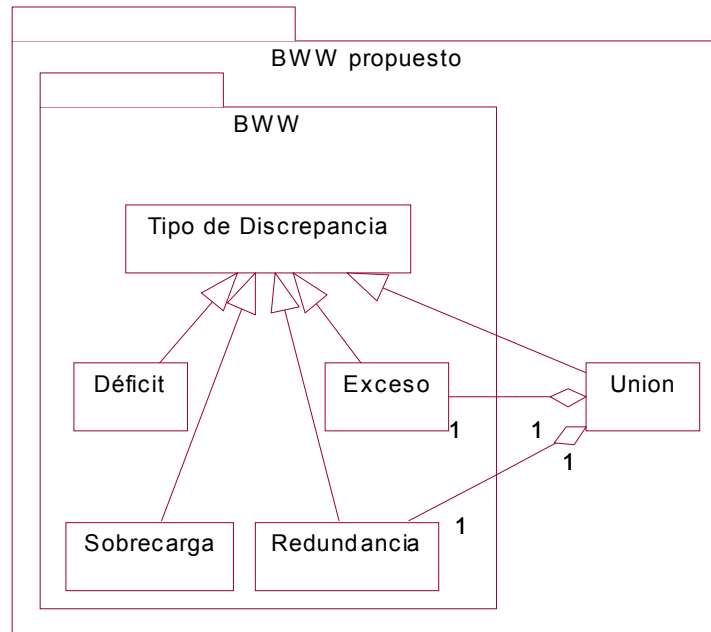 BWW propuesto
BWW
Tipo de Discrepancia
Déficit
Exceso
Union
1
1
1
Sobrecarga
Redundancia
1